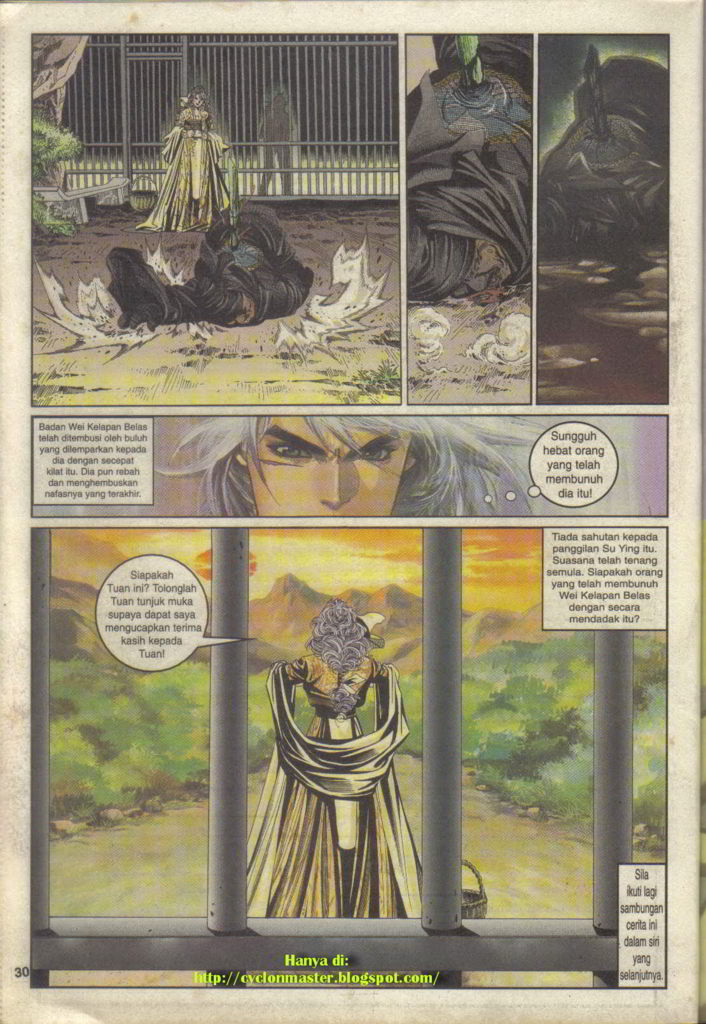 Badan Wei Kelapan Belas
telah ditembusi oleh buluh
yang dilemparkan kepada
dia dengan secepat
kilat itu. Dia pun rebah
dan menghembuskan
nafasnya yang terakhir.
Sungguh
hebat orang
yang telah
membunuh
dia itu!
Siapakah
Tuan ini? Tolonglah
Tuan tunjuk muka
supaya dapat saya
mengucapkan terima
kasih kepada
Tuan!
Tiada sahutan kepada
panggilan Su Ying itu.
Suasana telah tenang
semula. Siapakah orang
yang telah membunuh
Wei Kelapan Belas
dengan secara
mendadak itu?
Sila
ikuti lagi
sambungan
cerita ini
dalam siri
yang
selanjutnya.
30
Hanya di:
http://cyclonmaster.blogspot.com/